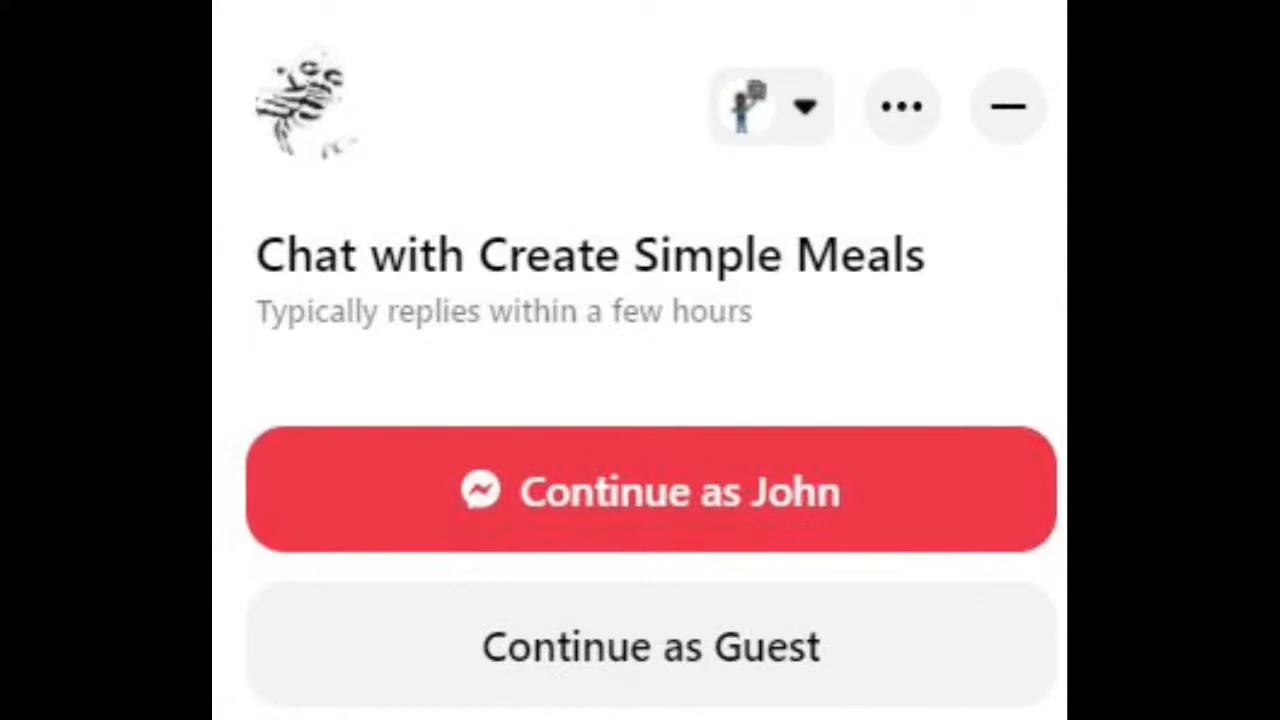 Chat with Create Simple Meals
Typically replies within a few hours
Continue as John
Continue as Guest